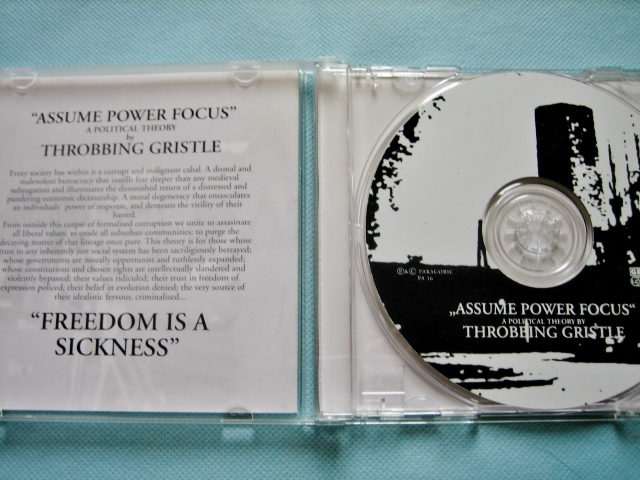 "ASSUME POWER FOCUS"
A POLITICAL THEORY
by
THROBBING GRISTLE
Every society has within it a corrupt and malignant cabal. A dismal and
malevolent bureaucracy that instills fear deeper than any medieval
subjugation and illuminates the diminished return of a distressed and
pandering economic dictatorship. A moral degeneracy that emasculates
an individuals' power of response, and demeans the virility of their
hatred.
From outside this corpse of formalised corruption we unite to assasinate
all liberal values; to erode all suburban communities; to purge the
decaying matter of that lineage once pure. This theory is for those whose
trust in any inherently just social system has been sacrilegiously betrayed;
whose governments are morally opportunist and ruthlessly expanded;
whose constitutions and chosen rights are intellectually slandered and
violently bypassed; their values ridiculed; their trust in freedom of
expression policed; their belief in evolution denied; the very source of
their idealistic fervour, criminalized...
"FREEDOM IS A
SICKNESS"
℗&© PARAGORIC
PA 16
„ASSUME POWER FOCUS"
A POLITICAL THEORY BY
THROBBING GRISTLE